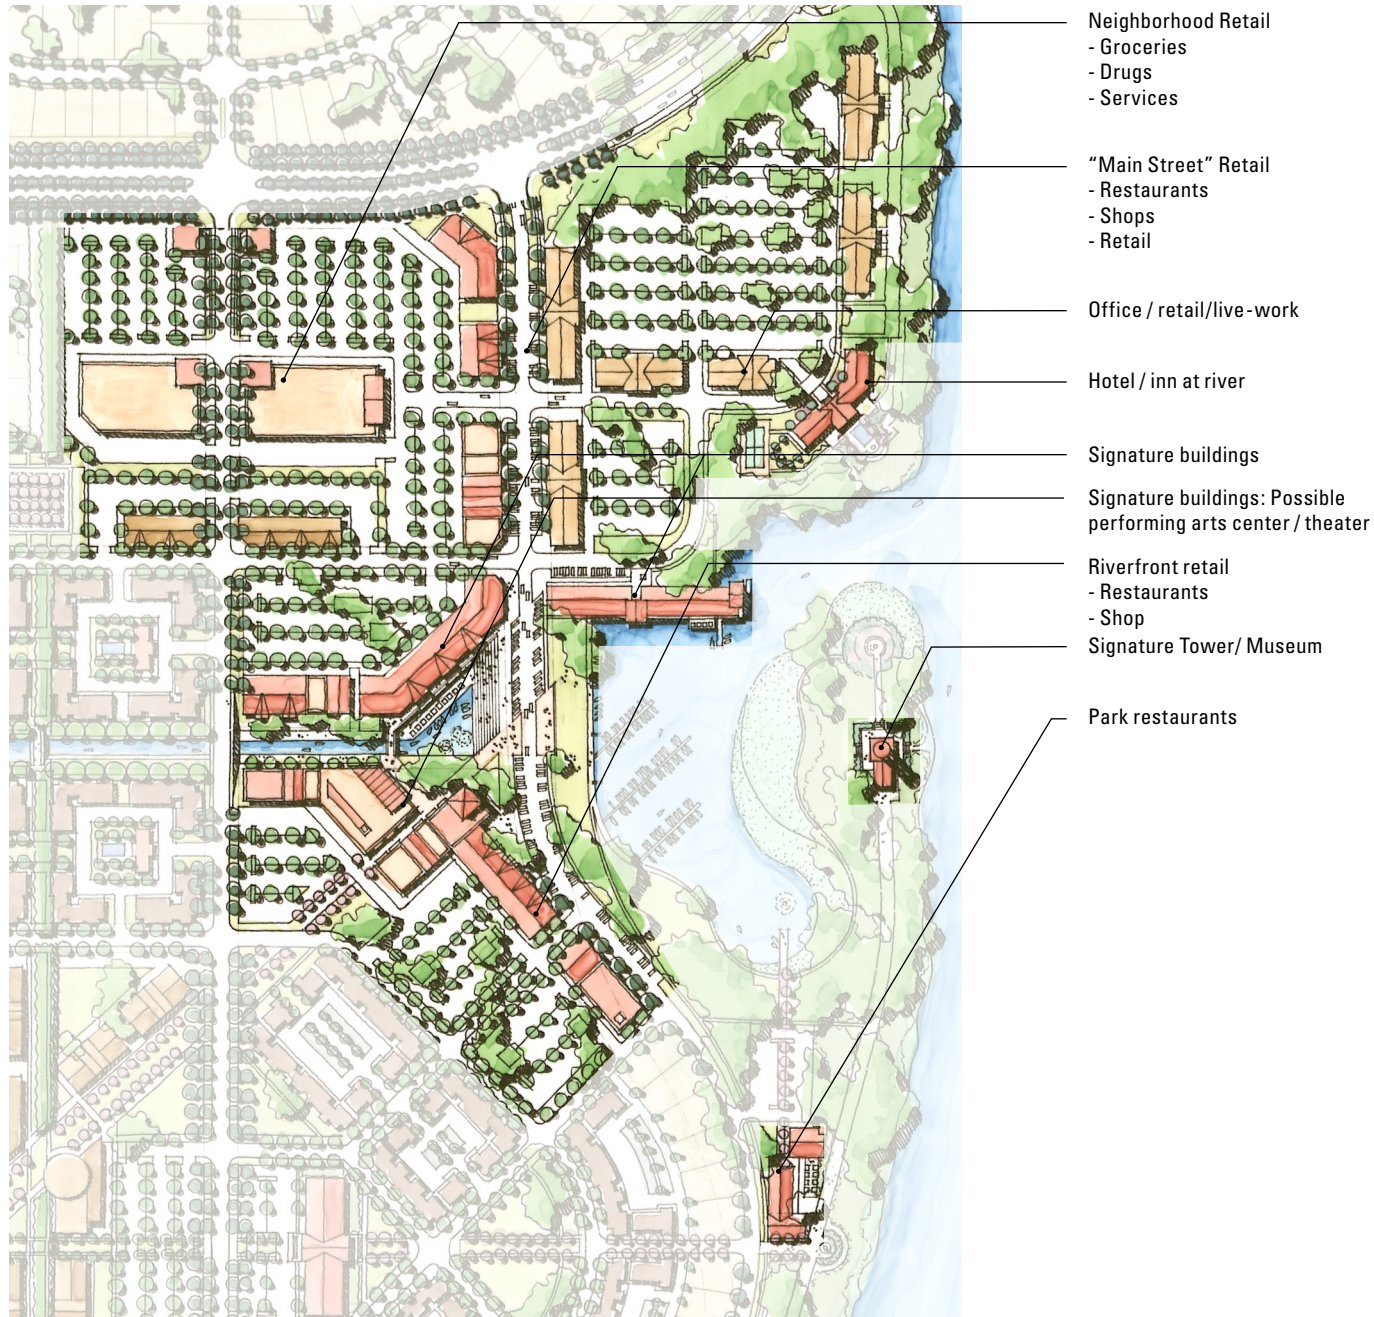 Neighborhood Retail
- Groceries
- Drugs
- Services
“Main Street” Retail
- Restaurants
- Shops
- Retail
Office / retail/live-work
Hotel / inn at river
Signature buildings
Signature buildings: Possible
performing arts center / theater
Riverfront retail
- Restaurants
- Shop
Signature Tower/ Museum
Park restaurants